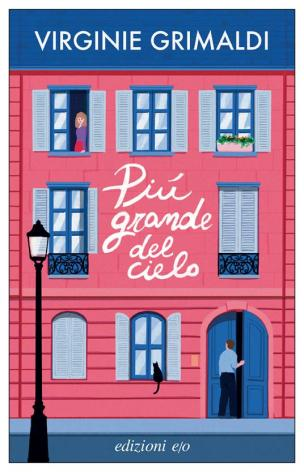 VIRGINIE GRIMALDI
Più
grande
del
cielo
edizioni e/o